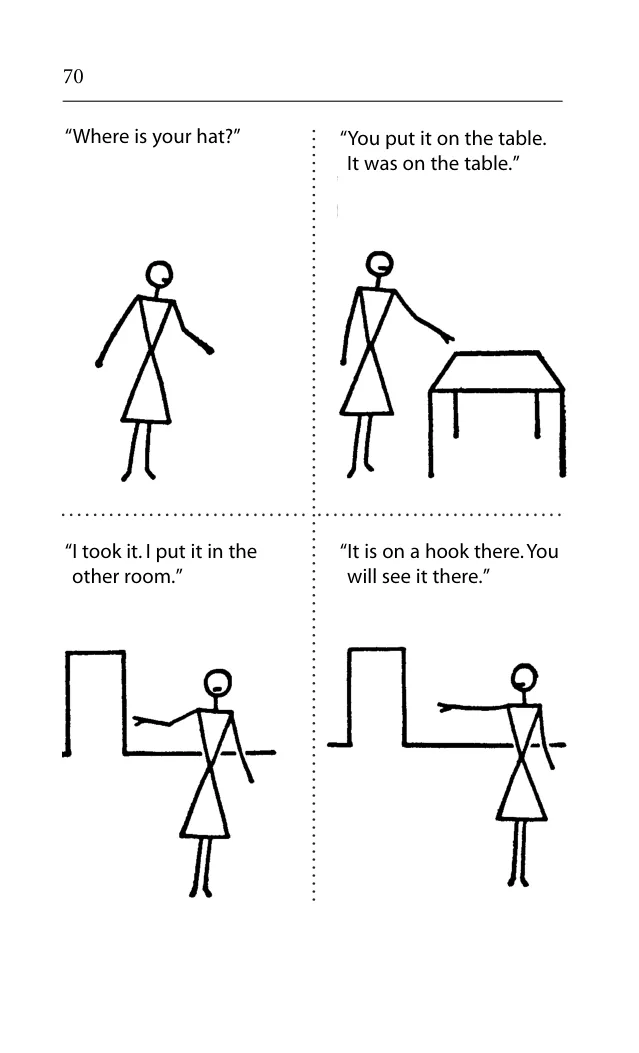 70
“Where is your hat?”
“You put it on the table.
It was on the table.”
“I took it. I put it in the
other room.”
“It is on a hook there. You
will see it there.”